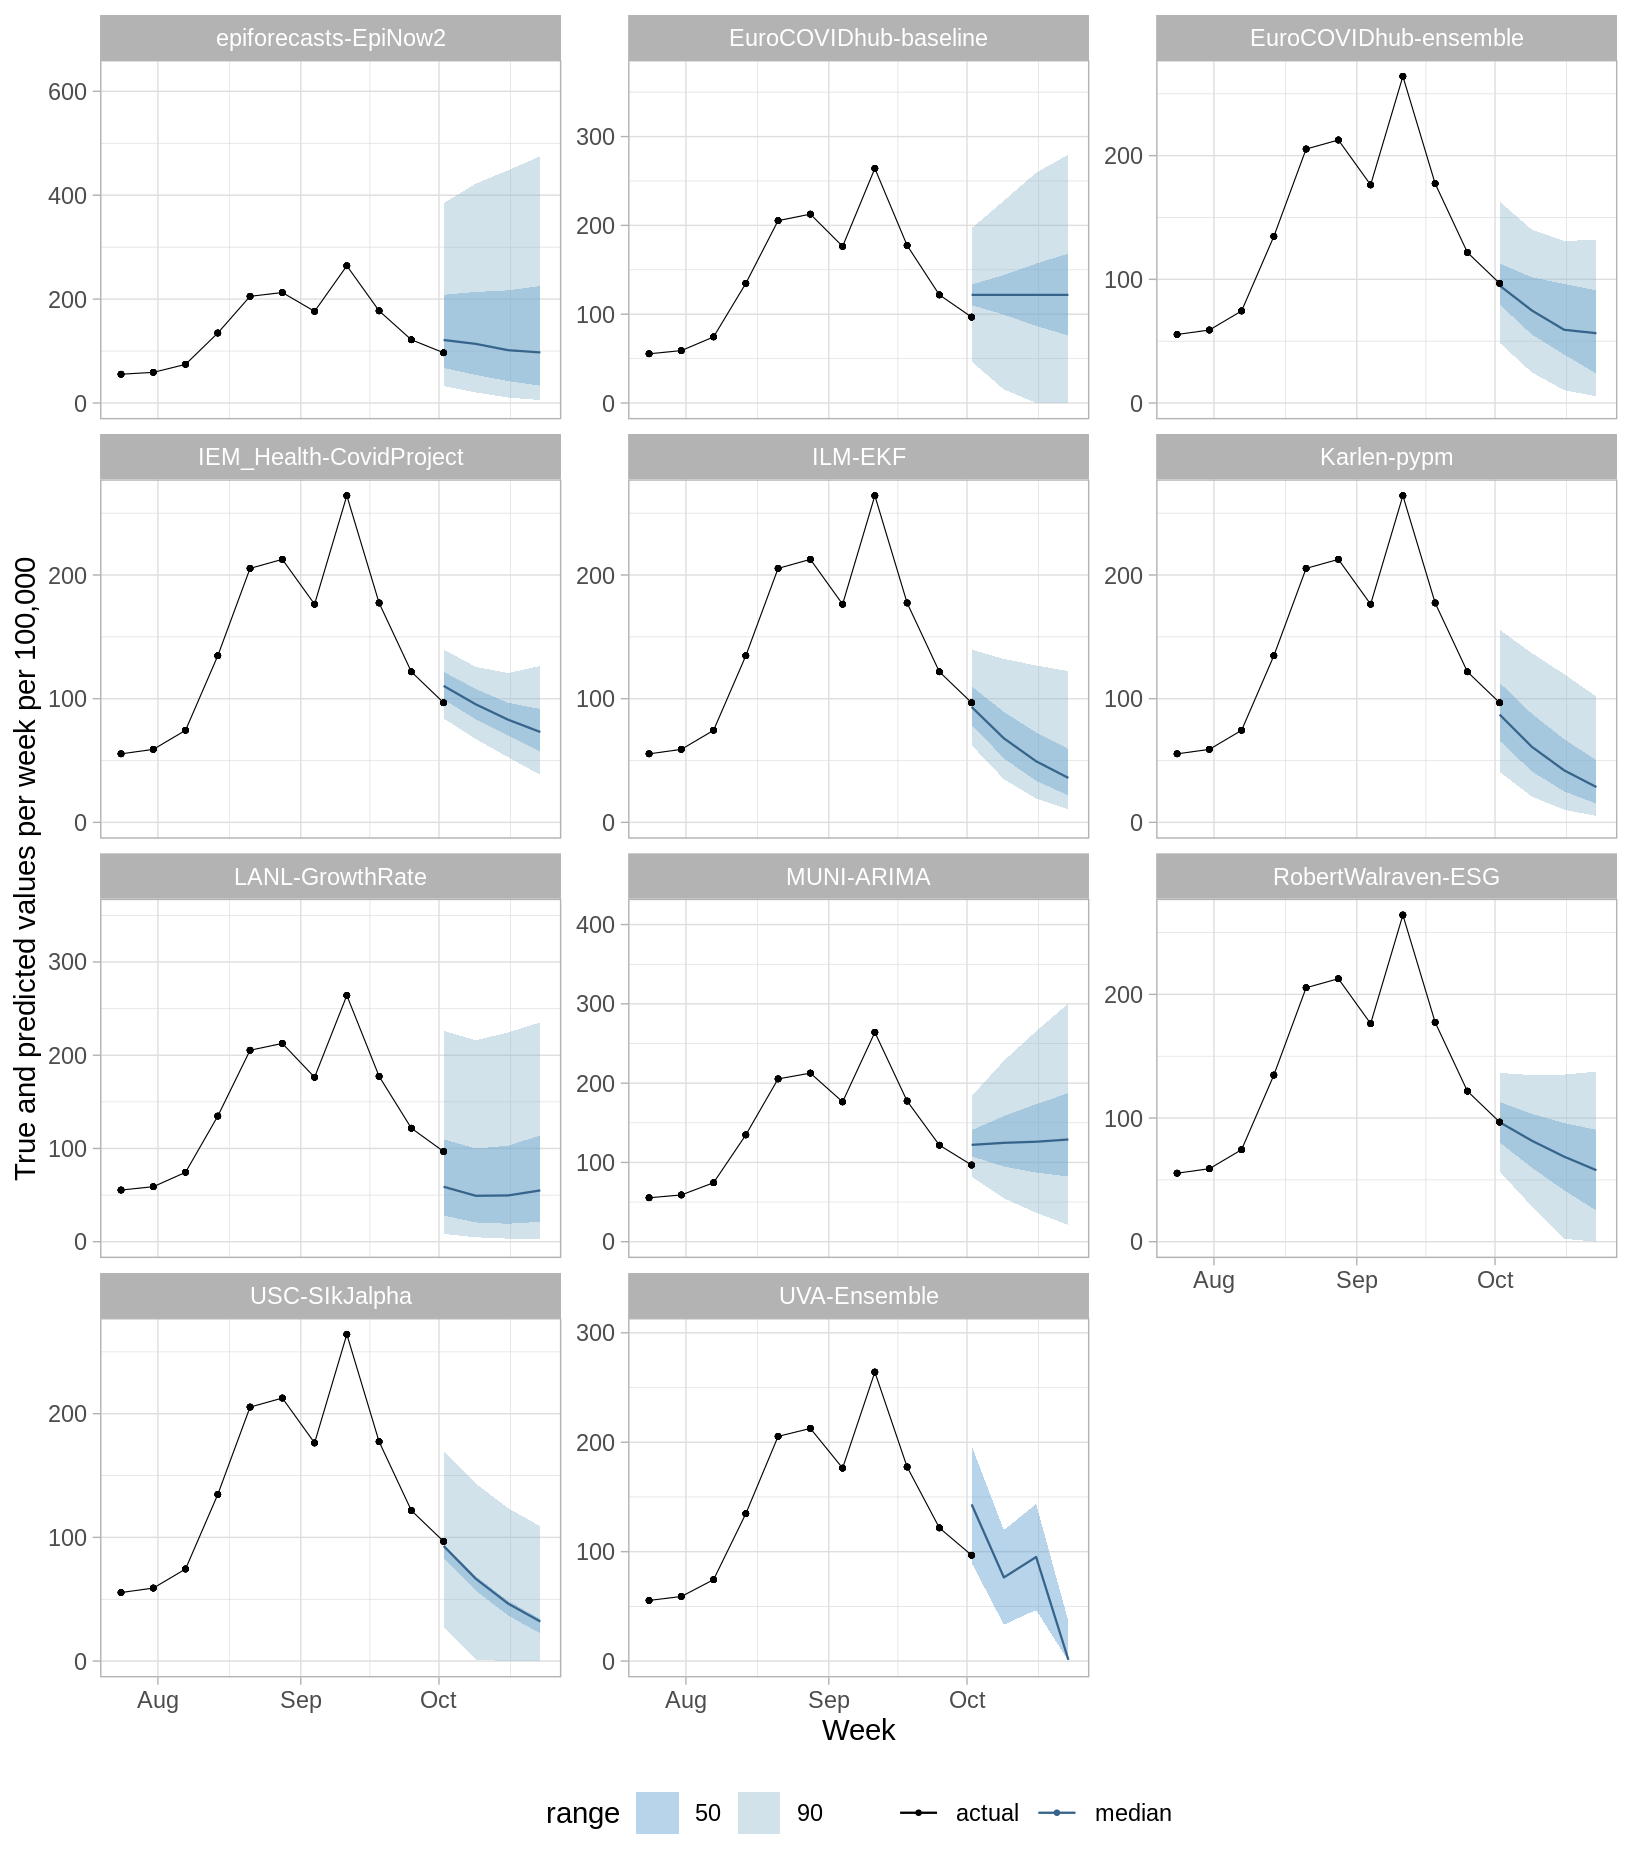 epiforecasts-EpiNow2
EuroCOVIDhub-baseline
EuroCOVIDhub-ensemble
600
400
200
0
300
200
100
0
200
100
0
IEM_Health-CovidProject
ILM-EKF
Karlen-pypm
200
100
0
200
100
0
200
100
0
True and predicted values per week per 100,000
LANL-GrowthRate
MUNI-ARIMA
RobertWalraven-ESG
300
200
100
0
400
300
200
100
0
200
100
0
Aug Sep Oct
USC-SIkJalpha
UVA-Ensemble
200
100
0
300
200
100
0
Aug Sep Oct
Aug Sep Oct
Week
range 50 90 actual median